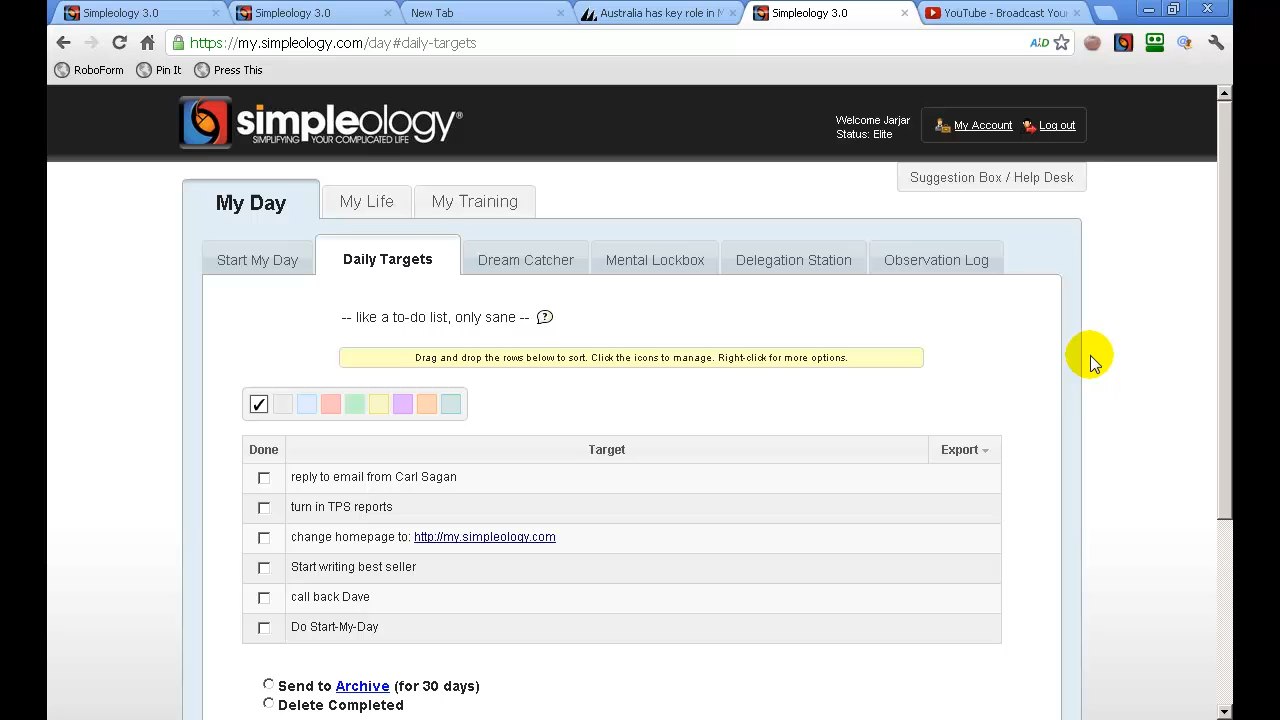 Simpleology 3.0
Simpleology 3.0
New Tab
Australia has key role in M
Simpleology 3.0
YouTube - Broadcast You
https://my.simpleology.com/day#daily-targets
RoboForm
Pin It
Press This
simpleology®
SIMPLIFYING YOUR COMPLICATED LIFE
Welcome Jarjar
Status: Elite
My Account
Log out
Suggestion Box / Help Desk
My Day
My Life
My Training
Start My Day
Daily Targets
Dream Catcher
Mental Lockbox
Delegation Station
Observation Log
-- like a to-do list, only sane -- ?
Drag and drop the rows below to sort. Click the icons to manage. Right-click for more options.
Done
Target
Export
reply to email from Carl Sagan
turn in TPS reports
change homepage to: http://my.simpleology.com
Start writing best seller
call back Dave
Do Start-My-Day
Send to Archive (for 30 days)
Delete Completed